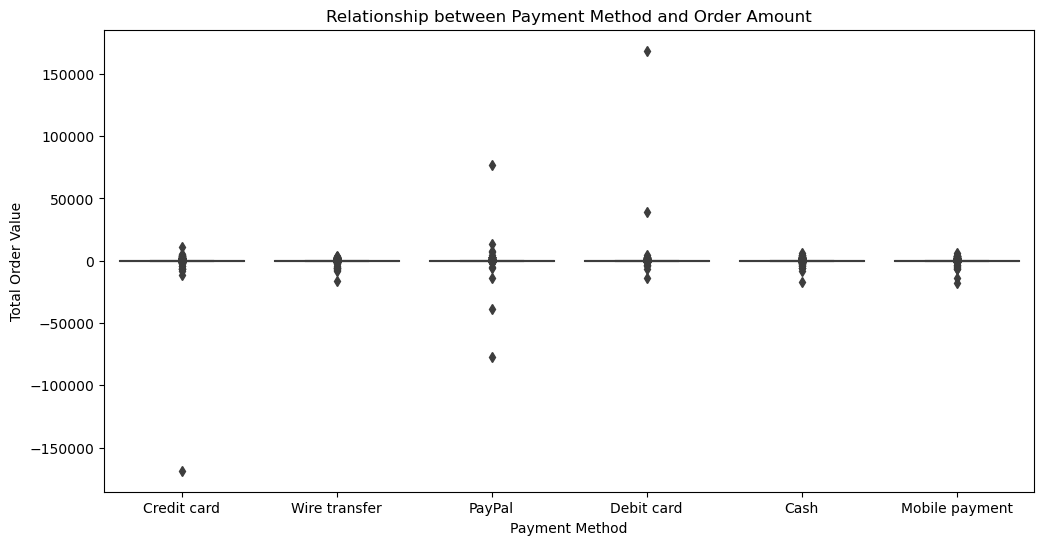 Relationship between Payment Method and Order Amount
Total Order Value
150000
100000
50000
0
−50000
−100000
−150000
Credit card
Wire transfer
PayPal
Debit card
Cash
Mobile payment
Payment Method